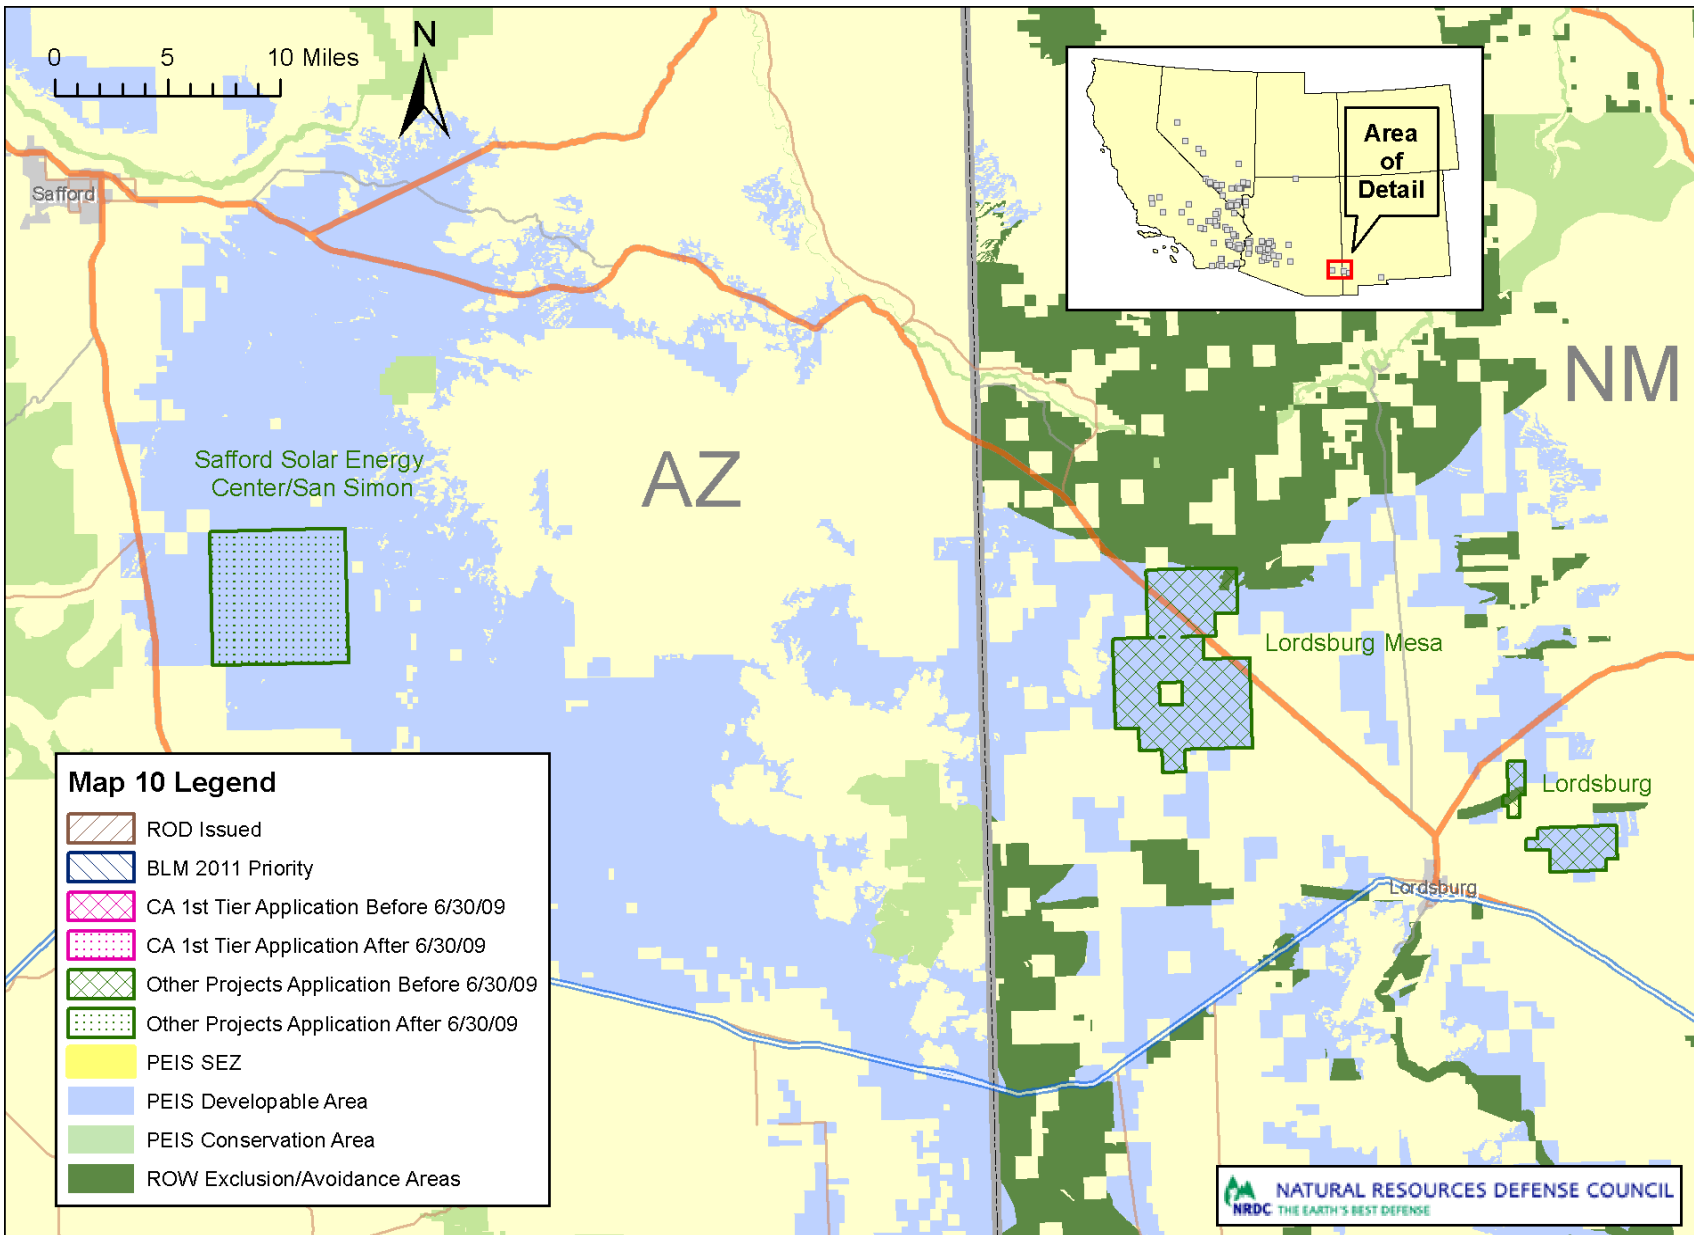 0 5 10 Miles
N
Area
of
Detail
Safford
NM
Safford Solar Energy
Center/San Simon
AZ
Lordsburg Mesa
Lordsburg
Lordsburg
Map 10 Legend
ROD Issued
BLM 2011 Priority
CA 1st Tier Application Before 6/30/09
CA 1st Tier Application After 6/30/09
Other Projects Application Before 6/30/09
Other Projects Application After 6/30/09
PEIS SEZ
PEIS Developable Area
PEIS Conservation Area
ROW Exclusion/Avoidance Areas
NRDC
NATURAL RESOURCES DEFENSE COUNCIL
THE EARTH'S BEST DEFENSE